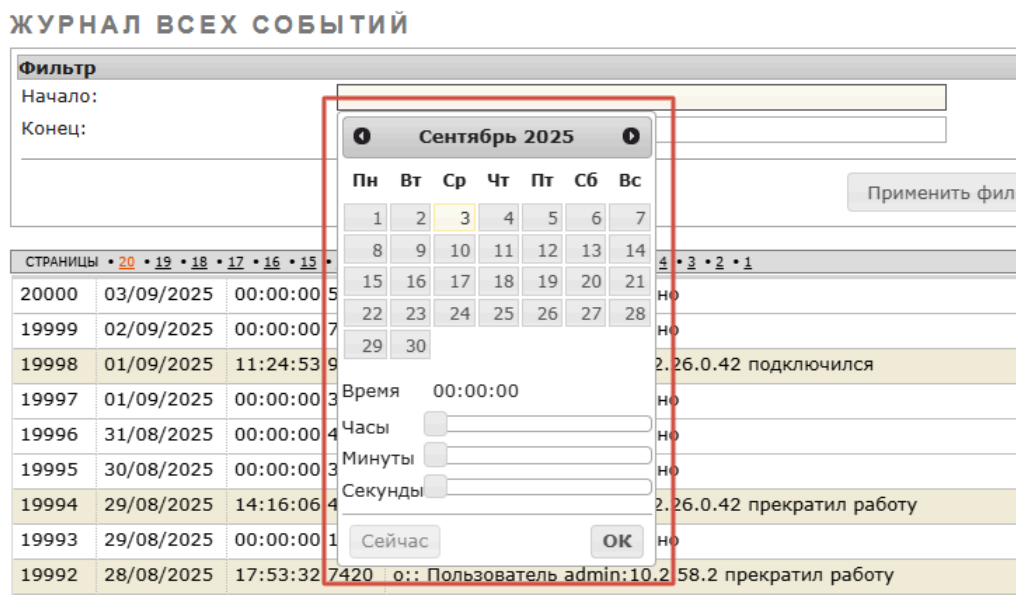 ЖУРНАЛ ВСЕХ СОБЫТИЙ
Фильтр
Начало:
Конец:
Сентябрь 2025
Пн Вт Ср Чт Пт Сб Вс
1 2 3 4 5 6 7
8 9 10 11 12 13 14
15 16 17 18 19 20 21
22 23 24 25 26 27 28
29 30
Время 00:00:00
Часы
Минуты
Секунды
Сейчас ОК
Применить фил
СТРАНИЦЫ • 20 • 19 • 18 • 17 • 16 • 15 • 4 • 3 • 2 • 1
20000 03/09/2025 00:00:00 5 но
19999 02/09/2025 00:00:00 7 но
19998 01/09/2025 11:24:53 9 2.26.0.42 подключился
19997 01/09/2025 00:00:00 3 но
19996 31/08/2025 00:00:00 4 но
19995 30/08/2025 00:00:00 3 но
19994 29/08/2025 14:16:06 4 2.26.0.42 прекратил работу
19993 29/08/2025 00:00:00 1 но
19992 28/08/2025 17:53:32 7420 о:: Пользователь admin:10.2.58.2 прекратил работу